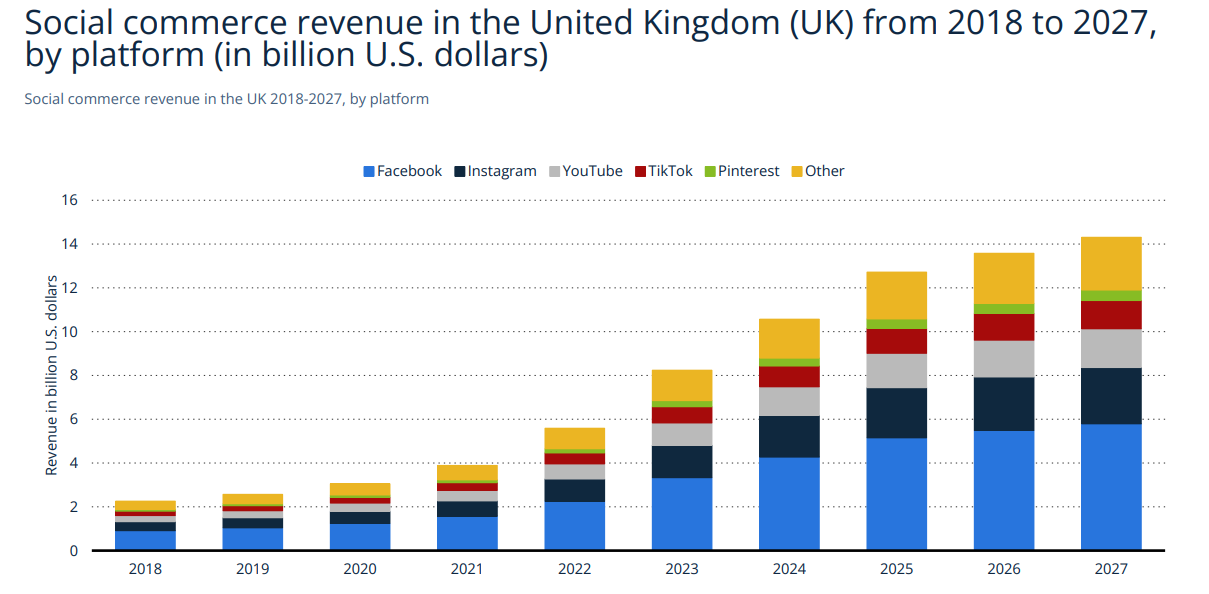 Social commerce revenue in the United Kingdom (UK) from 2018 to 2027,
by platform (in billion U.S. dollars)
Social commerce revenue in the UK 2018-2027, by platform
Facebook Instagram YouTube TikTok Pinterest Other
Revenue in billion U.S. dollars
16
14
12
10
8
6
4
2
0
2018 2019 2020 2021 2022 2023 2024 2025 2026 2027